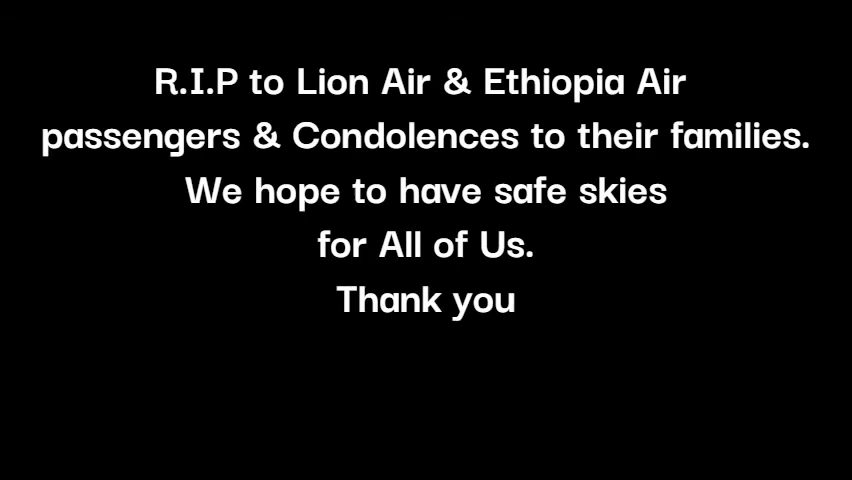 R.I.P to Lion Air & Ethiopia Air
passengers & Condolences to their families.
We hope to have safe skies
for All of Us.
Thank you